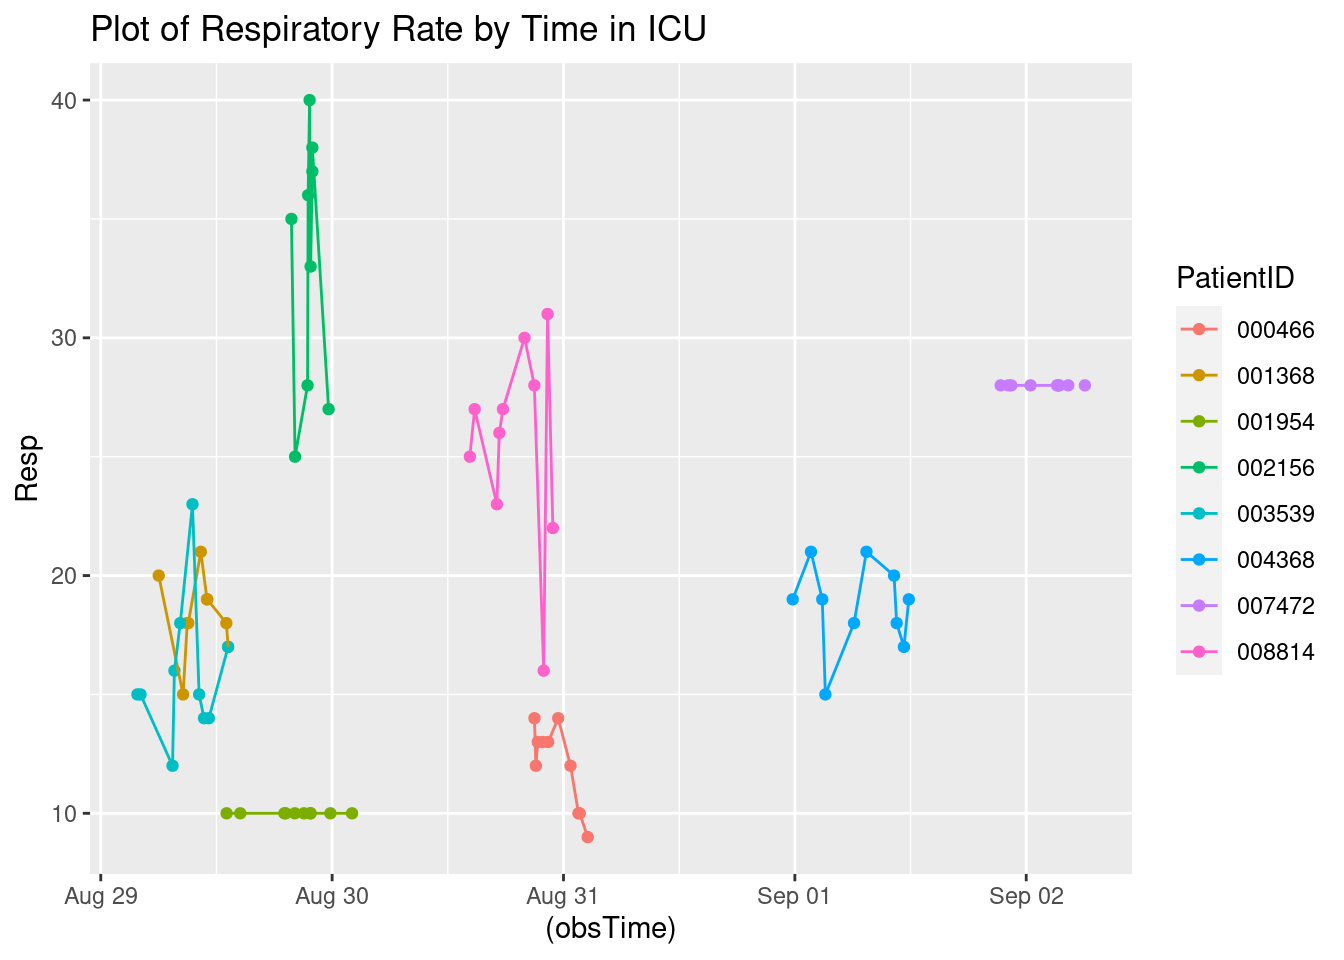 Plot of Respiratory Rate by Time in ICU
40
30
20
10
Resp
Aug 29
Aug 30
Aug 31
Sep 01
Sep 02
(obsTime)
PatientID
000466
001368
001954
002156
003539
004368
007472
008814